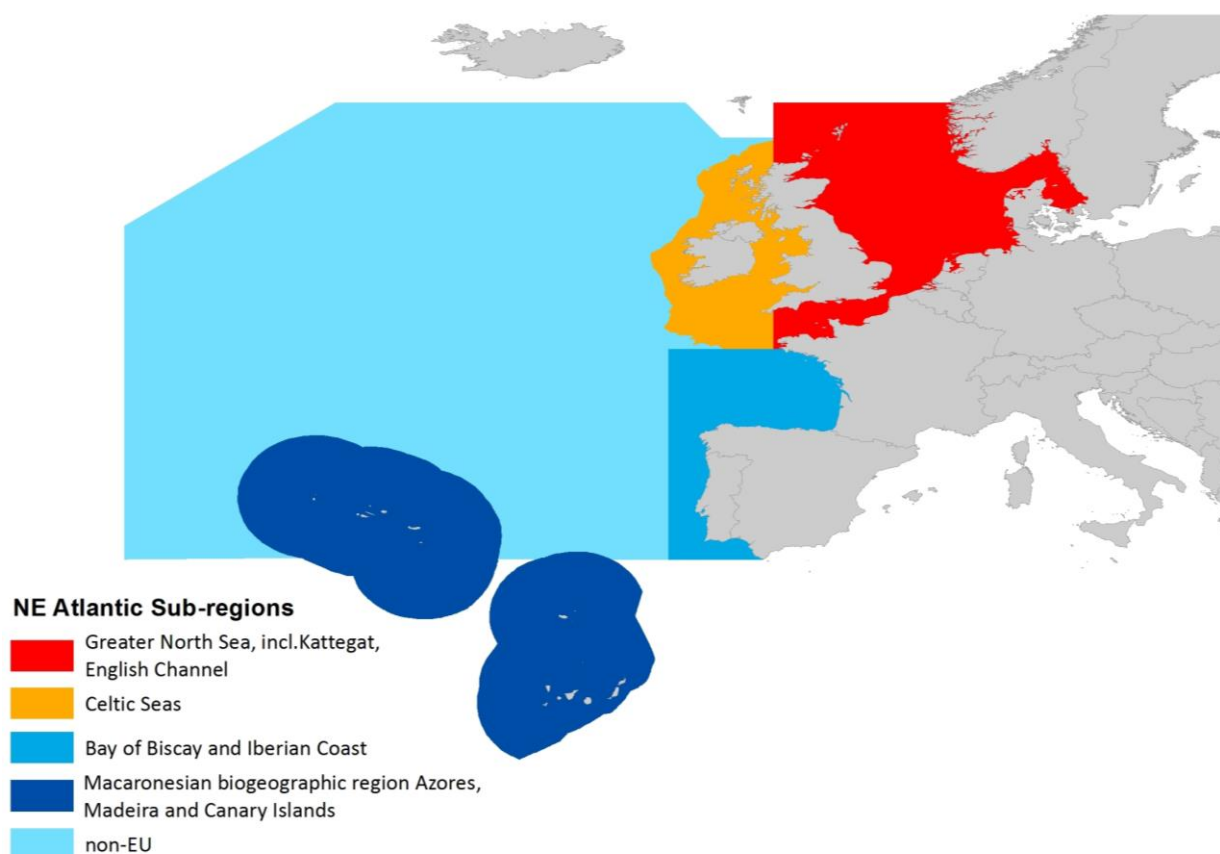 NE Atlantic Sub-regions
Greater North Sea, incl.Kattegat,
English Channel
Celtic Seas
Bay of Biscay and Iberian Coast
Macaronesian biogeographic region Azores,
Madeira and Canary Islands
non-EU